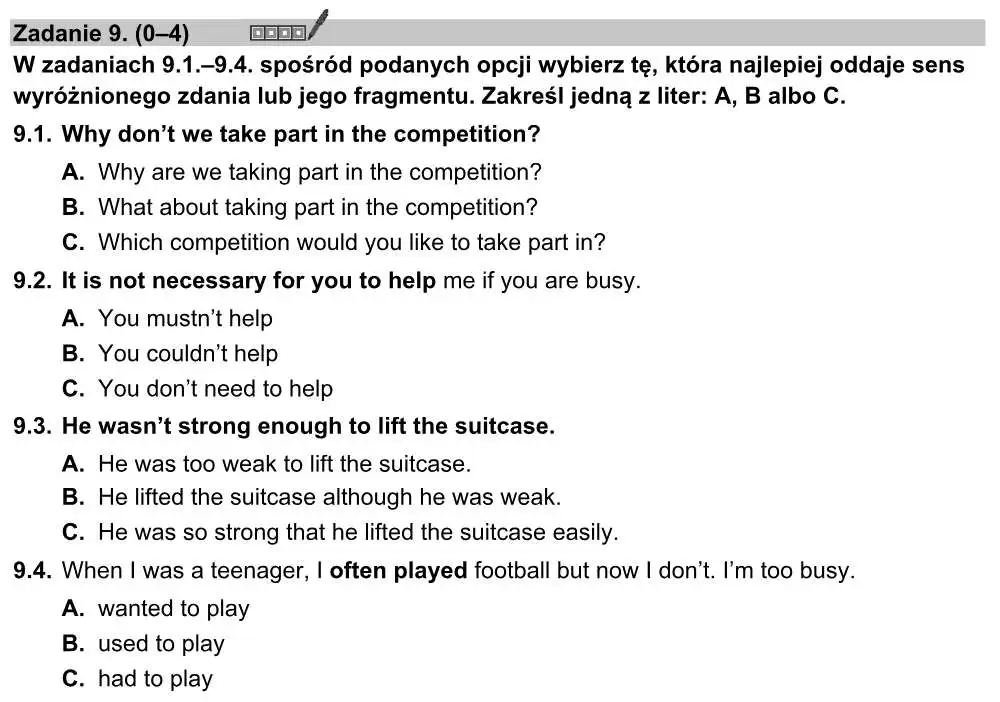 Zadanie 9. (0–4)
W zadaniach 9.1.–9.4. spośród podanych opcji wybierz tę, która najlepiej oddaje sens
wyróżnionego zdania lub jego fragmentu. Zakreśl jedną z liter: A, B albo C.
9.1. Why don’t we take part in the competition?
A. Why are we taking part in the competition?
B. What about taking part in the competition?
C. Which competition would you like to take part in?
9.2. It is not necessary for you to help me if you are busy.
A. You mustn’t help
B. You couldn’t help
C. You don’t need to help
9.3. He wasn’t strong enough to lift the suitcase.
A. He was too weak to lift the suitcase.
B. He lifted the suitcase although he was weak.
C. He was so strong that he lifted the suitcase easily.
9.4. When I was a teenager, I often played football but now I don’t. I’m too busy.
A. wanted to play
B. used to play
C. had to play